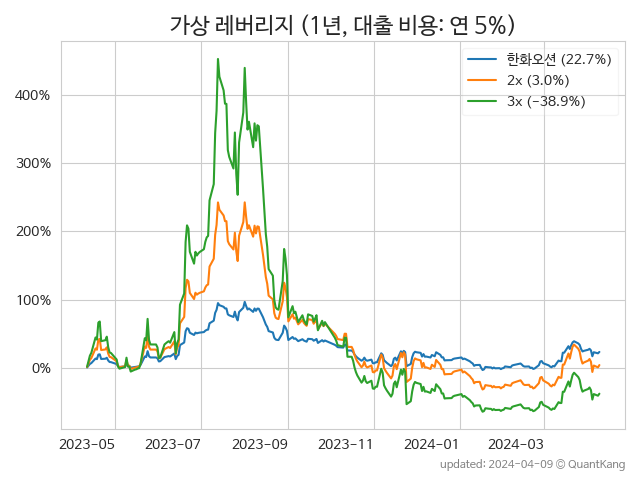 가상 레버리지 (1년, 대출 비용: 연 5%)
한화오션 (22.7%)
2x (3.0%)
3x (-38.9%)
400%
300%
200%
100%
0%
2023-05 2023-07 2023-09 2023-11 2024-01 2024-03
updated: 2024-04-09 © QuantKang